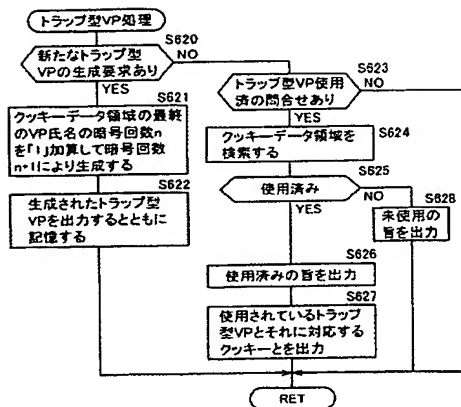 トラップ型VP処理
S620
新たなトラップ型
VPの生成要求あり
NO
YES
S621
クッキーデータ領域の最終
のVP氏名の暗号回数n
を「1」加算して暗号回数
n+1により生成する
S622
生成されたトラップ型
VPを出力するとともに
記憶する
S623
トラップ型VP使用
済の問合せあり
NO
YES
S624
クッキーデータ領域を
検索する
S625
使用済み
NO
YES
S628
未使用の
旨を出力
S626
使用済みの旨を出力
S627
使用されているトラップ
型VPとそれに対応する
クッキーとを出力
RET